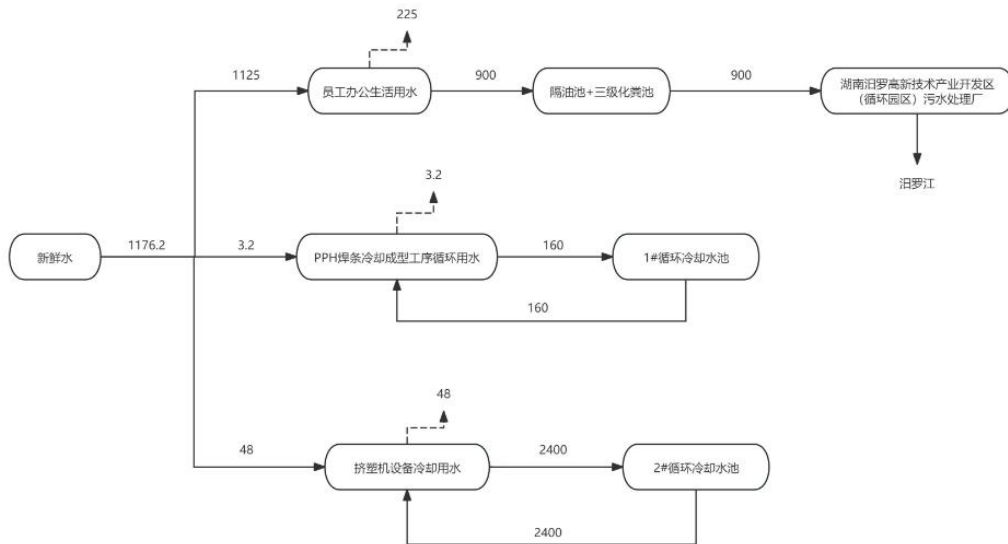 225
1125
员工办公生活用水
900
隔油池+三级化粪池
900
湖南汨罗高新技术产业开发区
（循环园区）污水处理厂
汨罗江
3.2
新鲜水
1176.2
3.2
PPH焊条冷却成型工序循环用水
160
1#循环冷却水池
160
48
48
挤塑机设备冷却用水
2400
2#循环冷却水池
2400